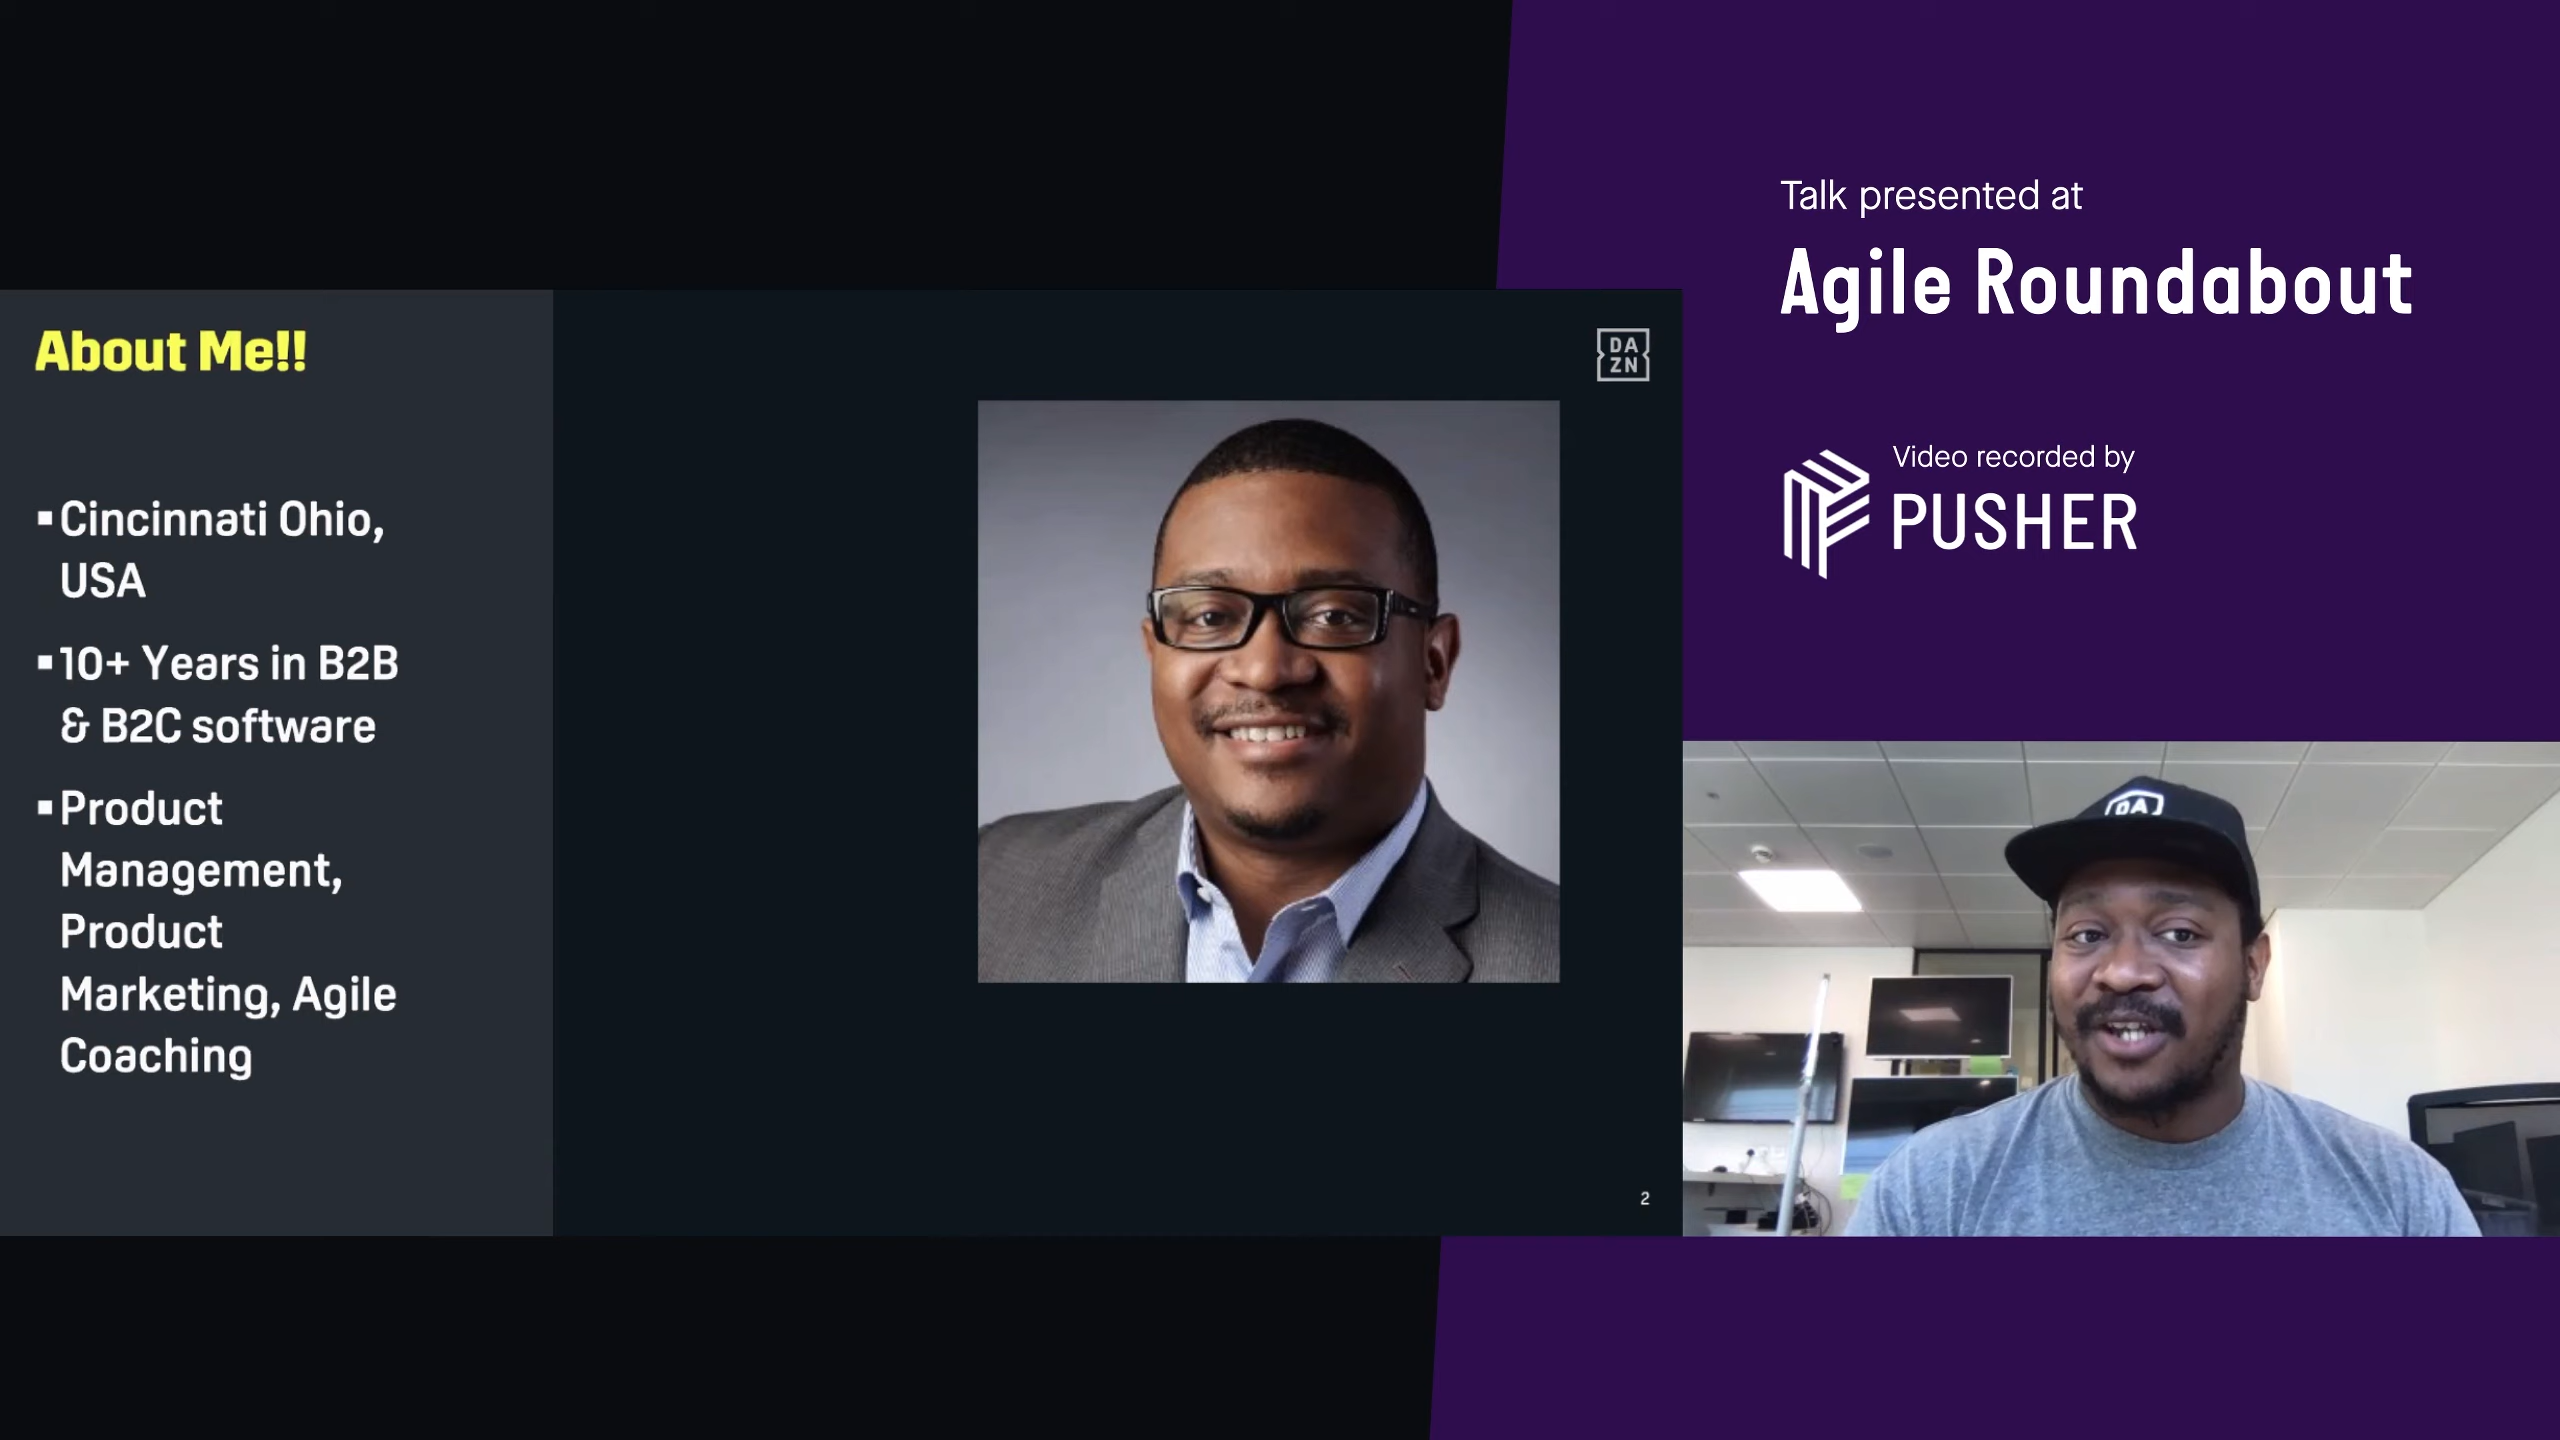 About Me!!
▪Cincinnati Ohio,
USA
▪10+ Years in B2B
& B2C software
▪Product
Management,
Product
Marketing, Agile
Coaching
DA
ZN
2
Talk presented at
Agile Roundabout
Video recorded by
PUSHER
DA